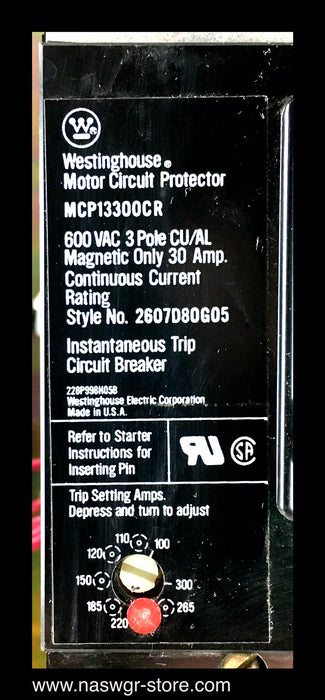 W®
Westinghouse®
Motor Circuit Protector
MCP13300CR
600 VAC 3 Pole CU/AL
Magnetic Only 30 Amp.
Continuous Current
Rating
Style No. 2607D80G05
Instantaneous Trip
Circuit Breaker
229P998H05B
Westinghouse Electric Corporation
Made in U.S.A.
Refer to Starter
Instructions for
Inserting Pin
RU SA
Trip Setting Amps.
Depress and turn to adjust
110 100
120
150 300
185 265
220
www.naswgr-store.com